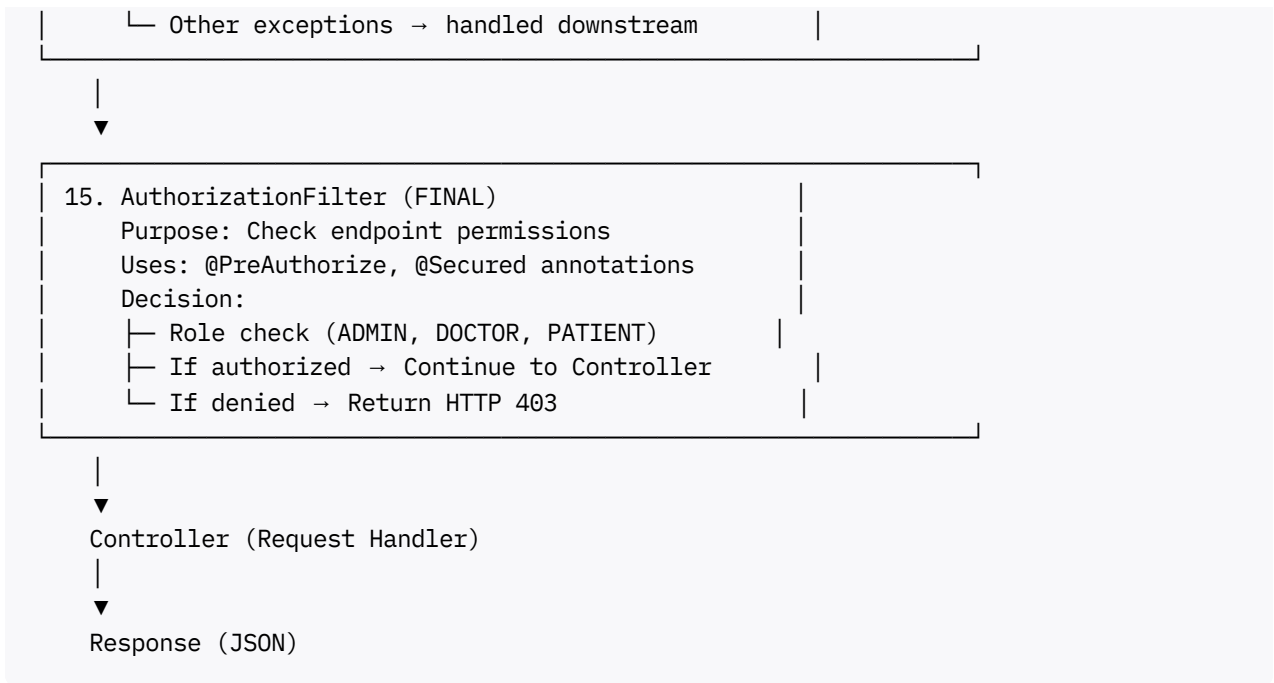 └─ Other exceptions → handled downstream
▼
15. AuthorizationFilter (FINAL)
Purpose: Check endpoint permissions
Uses: @PreAuthorize, @Secured annotations
Decision:
├─ Role check (ADMIN, DOCTOR, PATIENT)
├─ If authorized → Continue to Controller
└─ If denied → Return HTTP 403
▼
Controller (Request Handler)
▼
Response (JSON)